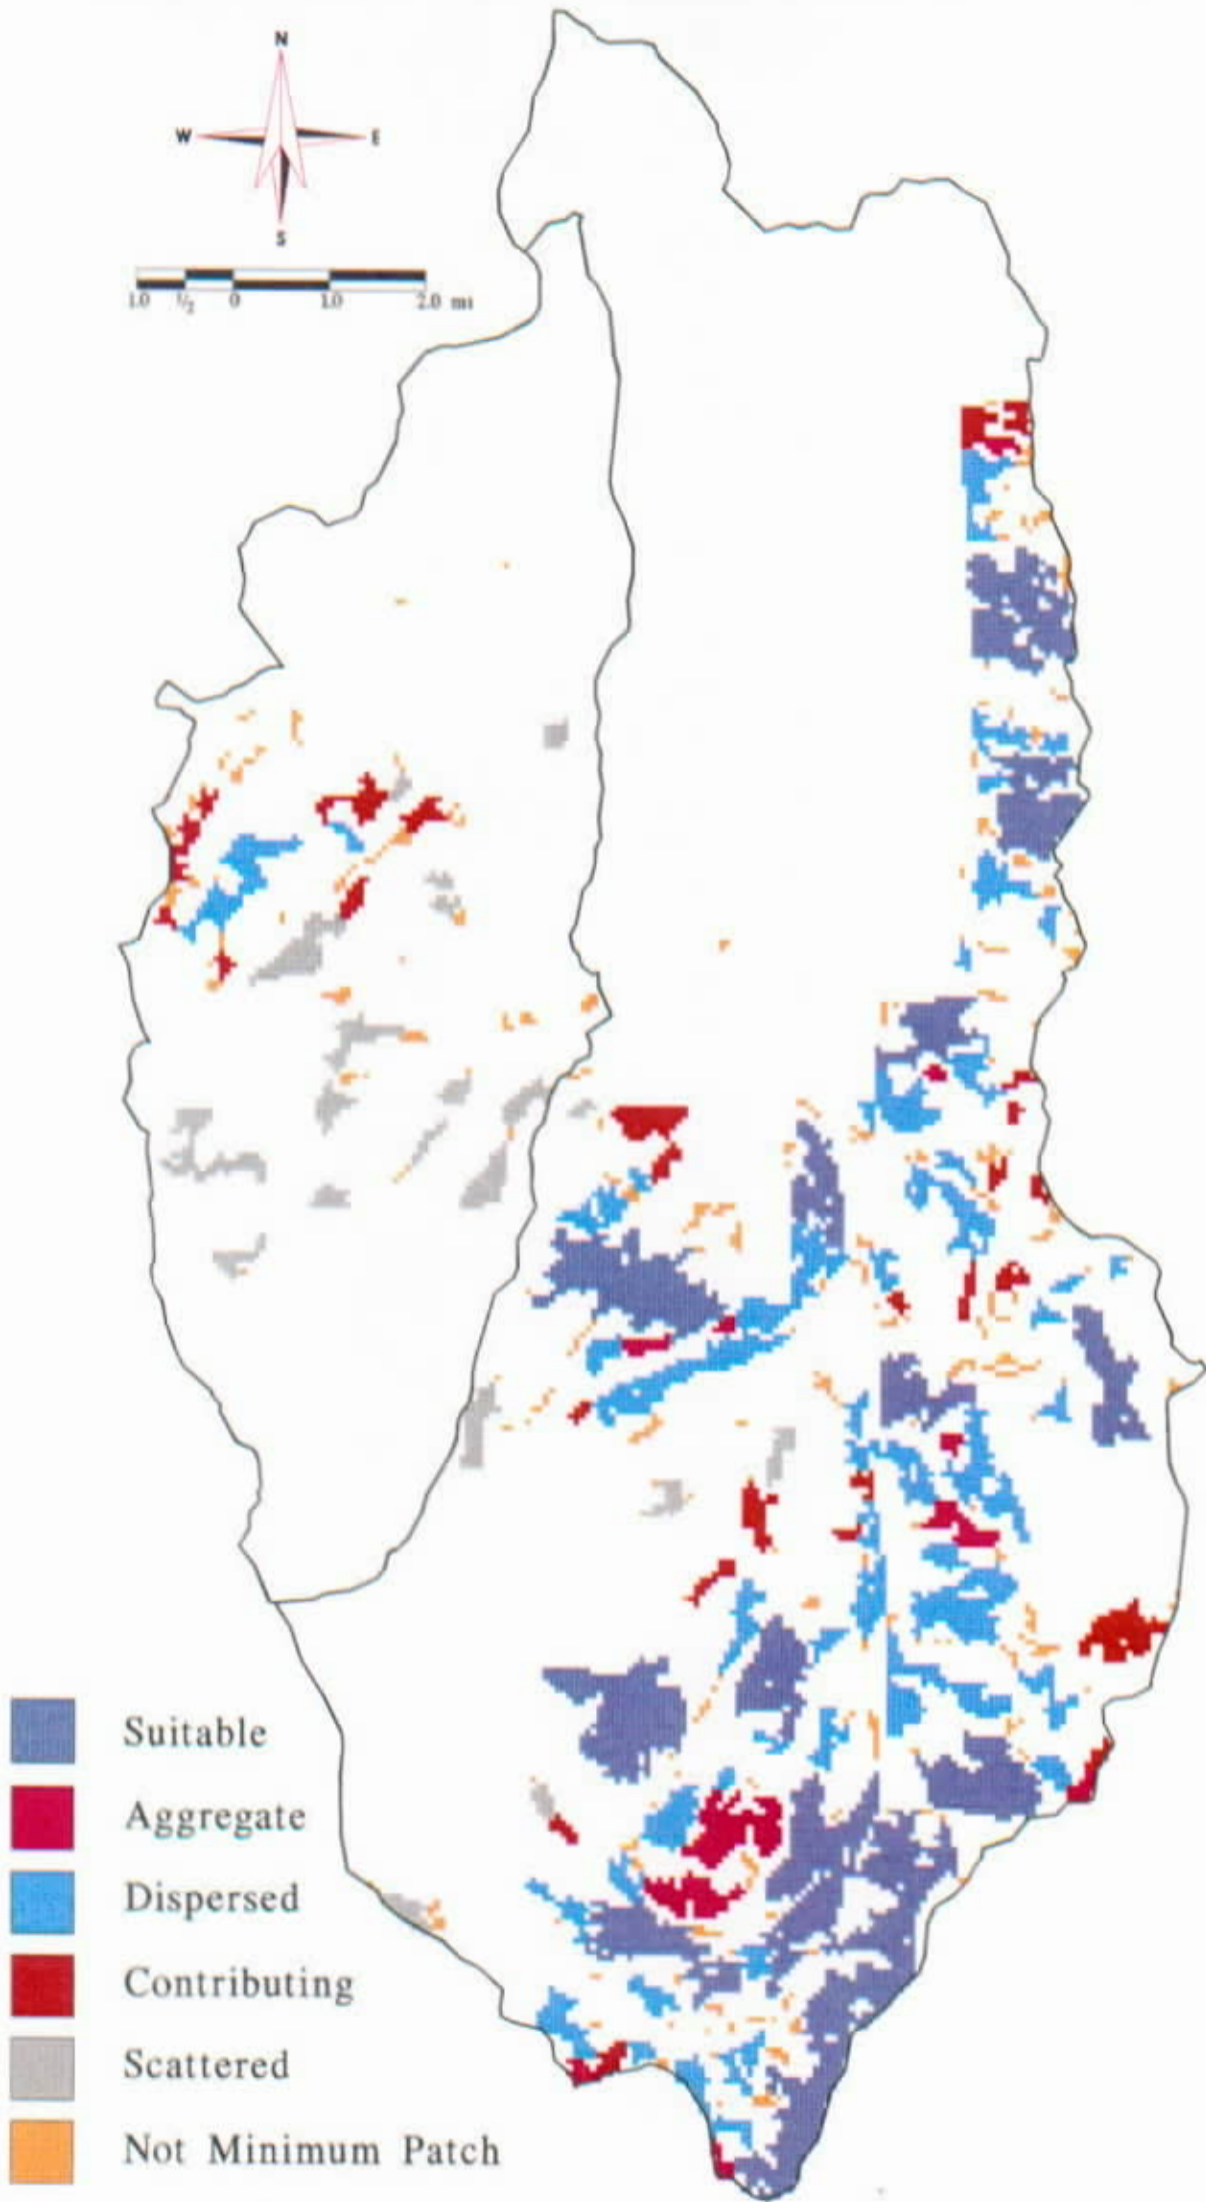 N
W E
S
1.0 1/2 0 1.0 2.0 mi
Suitable
Aggregate
Dispersed
Contributing
Scattered
Not Minimum Patch